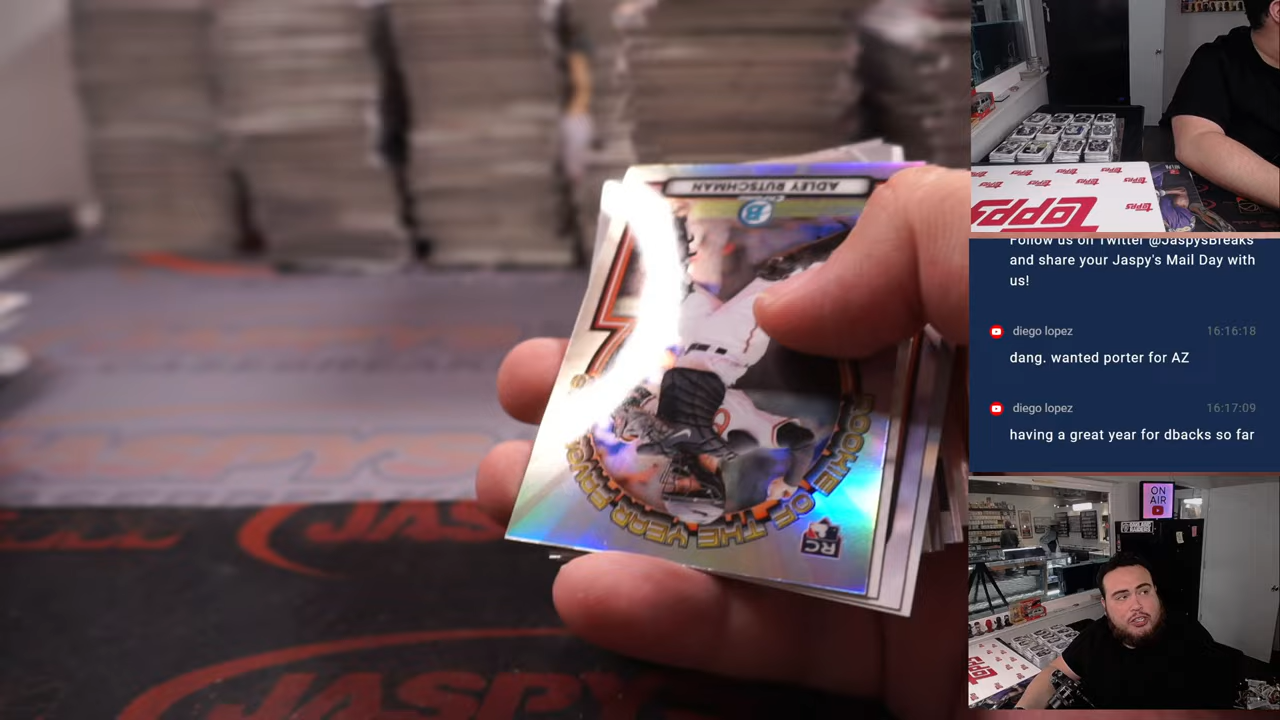 ADLEY RUTSCHMAN
ROOKIE OF THE YEAR FAVS
RC
JASPY
JASPY
Topps
Follow us on Twitter @JaspysBreaks
and share your Jaspy's Mail Day with
us!
diego lopez 16:16:18
dang. wanted porter for AZ
diego lopez 16:17:09
having a great year for dbacks so far
ON
AIR